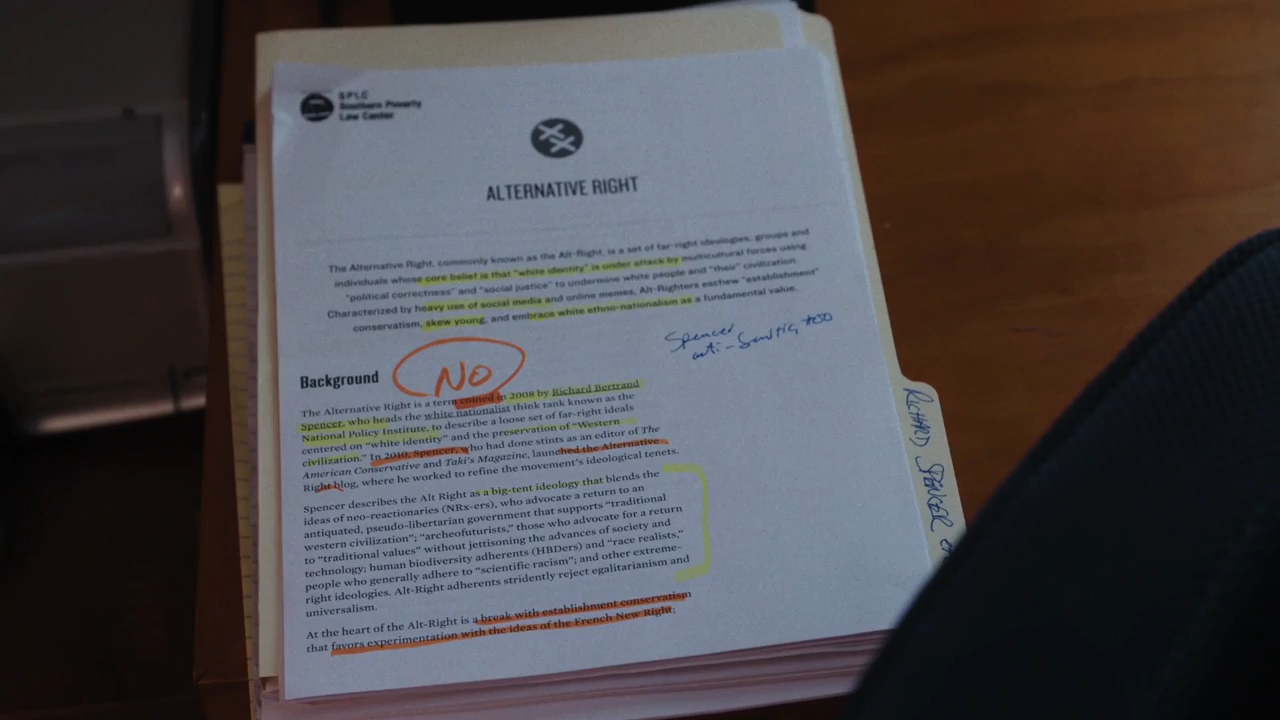 SPLC
Southern Poverty
Law Center
ALTERNATIVE RIGHT
The Alternative Right, commonly known as the Alt-Right, is a set of far-right ideologies, groups and
individuals whose core belief is that "white identity" is under attack by multicultural forces using
"political correctness" and "social justice" to undermine white people and "their" civilization.
Characterized by heavy use of social media and online memes, Alt-Righters eschew "establishment"
conservatism, skew young, and embrace white ethno-nationalism as a fundamental value.
Spencer
anti-Semitic, too
NO
Background
The Alternative Right is a term coined in 2008 by Richard Bertrand
Spencer, who heads the white nationalist think tank known as the
National Policy Institute, to describe a loose set of far-right ideals
centered on "white identity" and the preservation of "Western
civilization." In 2010, Spencer, who had done stints as an editor of The
American Conservative and Taki's Magazine, launched the Alternative
Right blog, where he worked to refine the movement's ideological tenets.
Spencer describes the Alt Right as a big-tent ideology that blends the
ideas of neo-reactionaries (NRx-ers), who advocate a return to an
antiquated, pseudo-libertarian government that supports "traditional
western civilization"; "archeofuturists," those who advocate for a return
to "traditional values" without jettisoning the advances of society and
technology; human biodiversity adherents (HBDers) and "race realists,"
people who generally adhere to "scientific racism"; and other extreme-
right ideologies. Alt-Right adherents stridently reject egalitarianism and
universalism.
At the heart of the Alt-Right is a break with establishment conservatism
that favors experimentation with the ideas of the French New Right;
RICHARD SPENCER